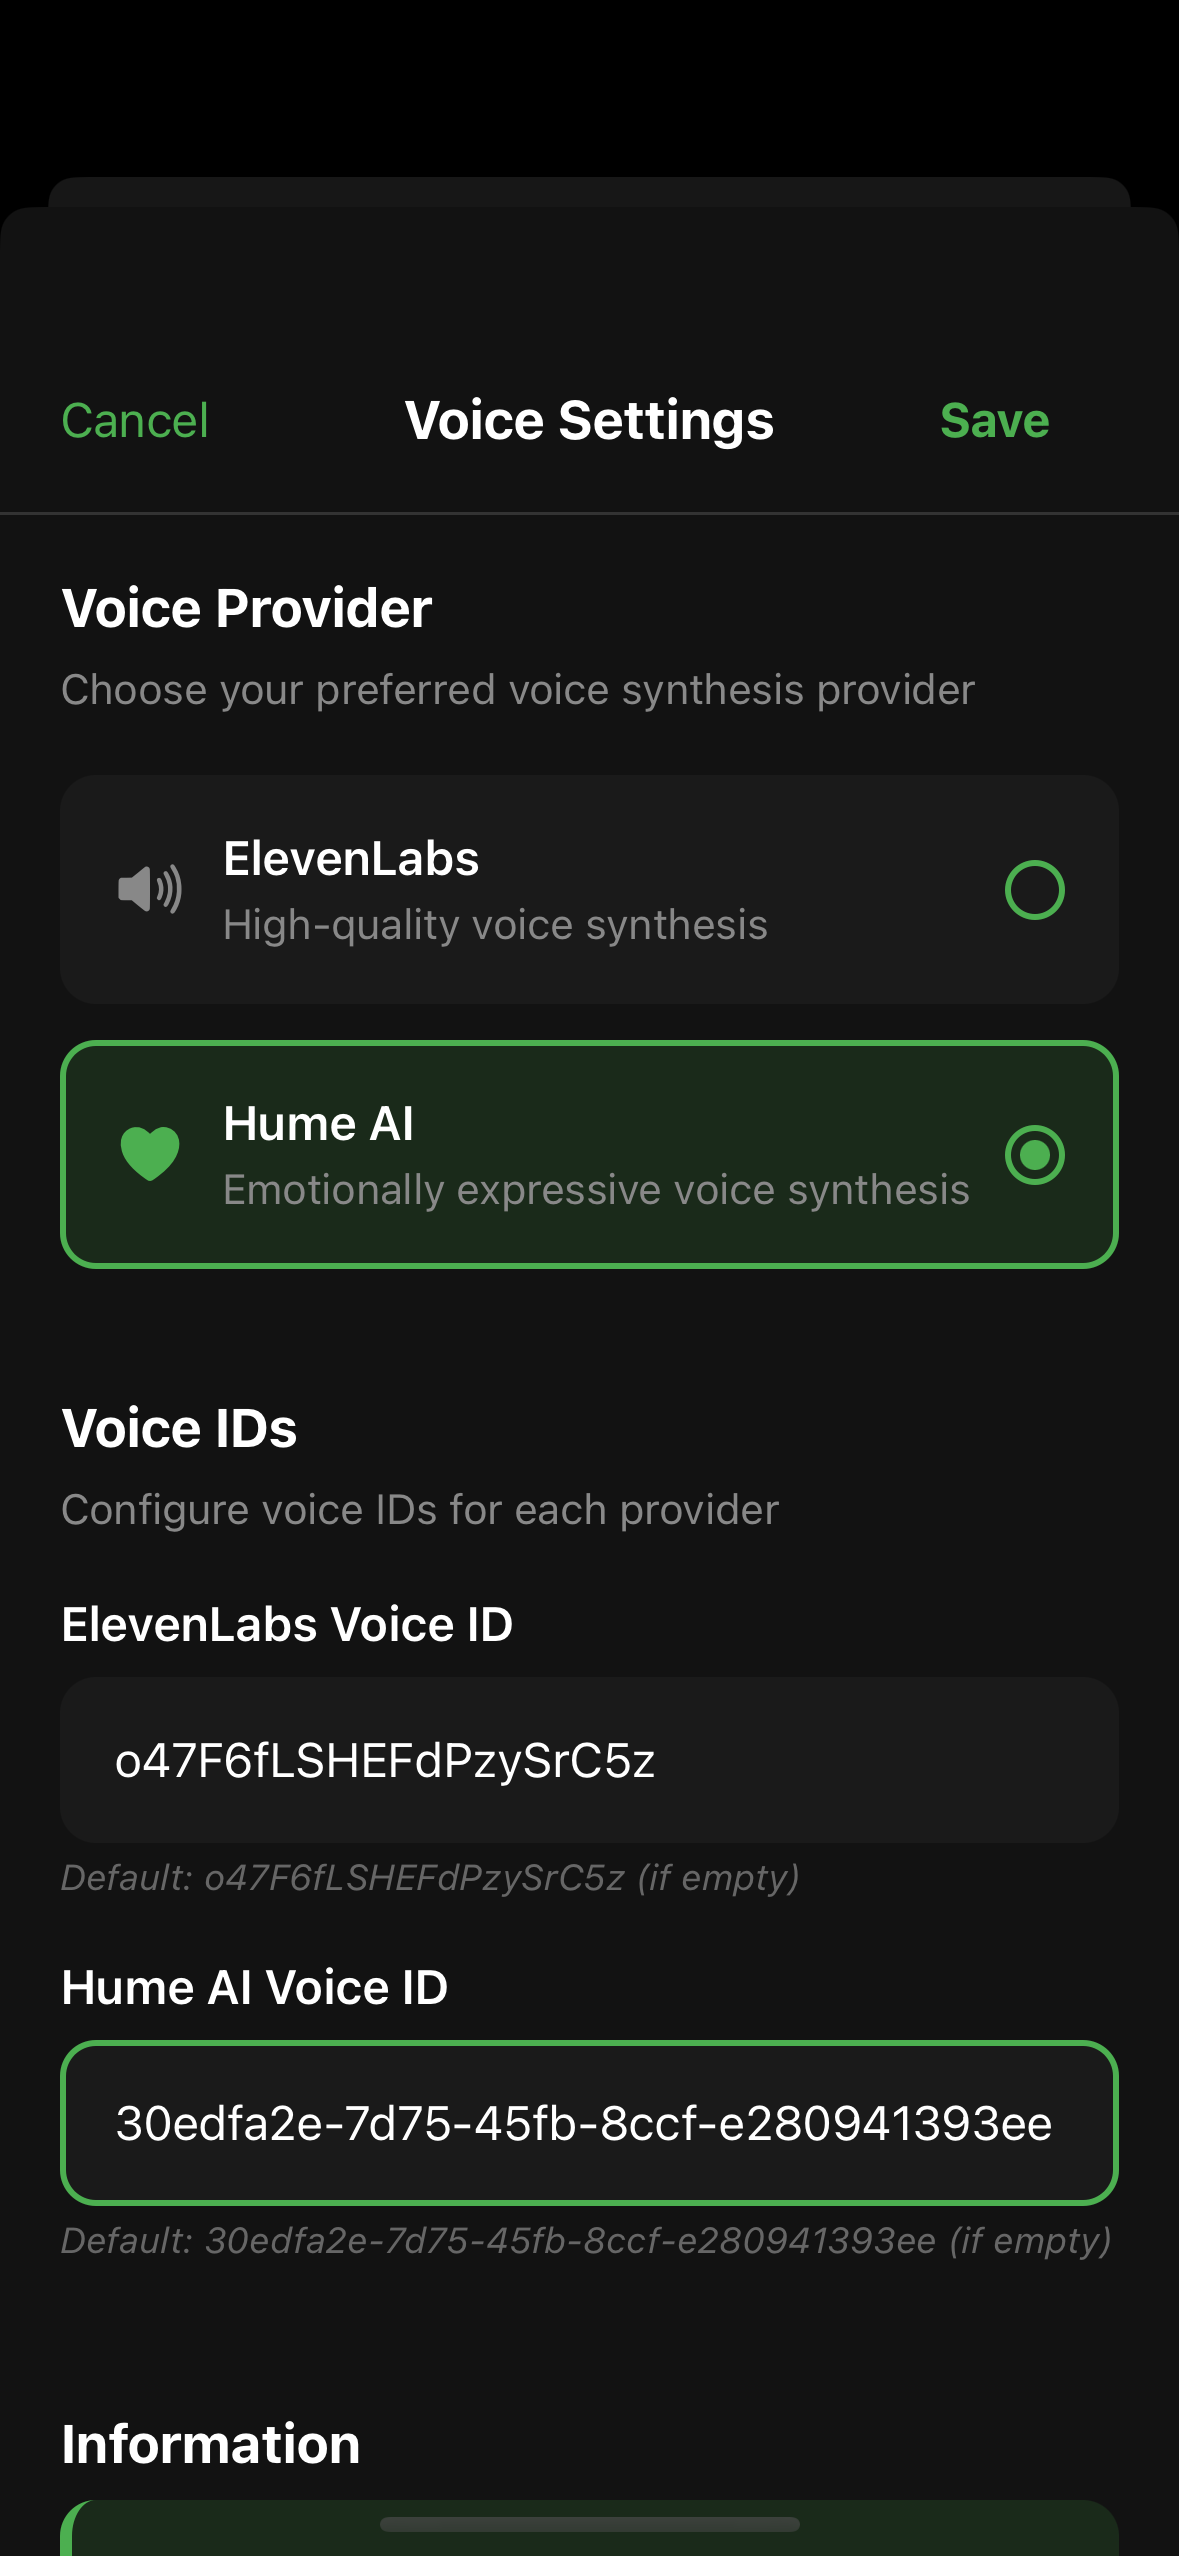 Cancel
Voice Settings
Save
Voice Provider
Choose your preferred voice synthesis provider
ElevenLabs
High-quality voice synthesis
Hume AI
Emotionally expressive voice synthesis
Voice IDs
Configure voice IDs for each provider
ElevenLabs Voice ID
o47F6fLSHEFdPzySrC5z
Default: o47F6fLSHEFdPzySrC5z (if empty)
Hume AI Voice ID
30edfa2e-7d75-45fb-8ccf-e280941393ee
Default: 30edfa2e-7d75-45fb-8ccf-e280941393ee (if empty)
Information